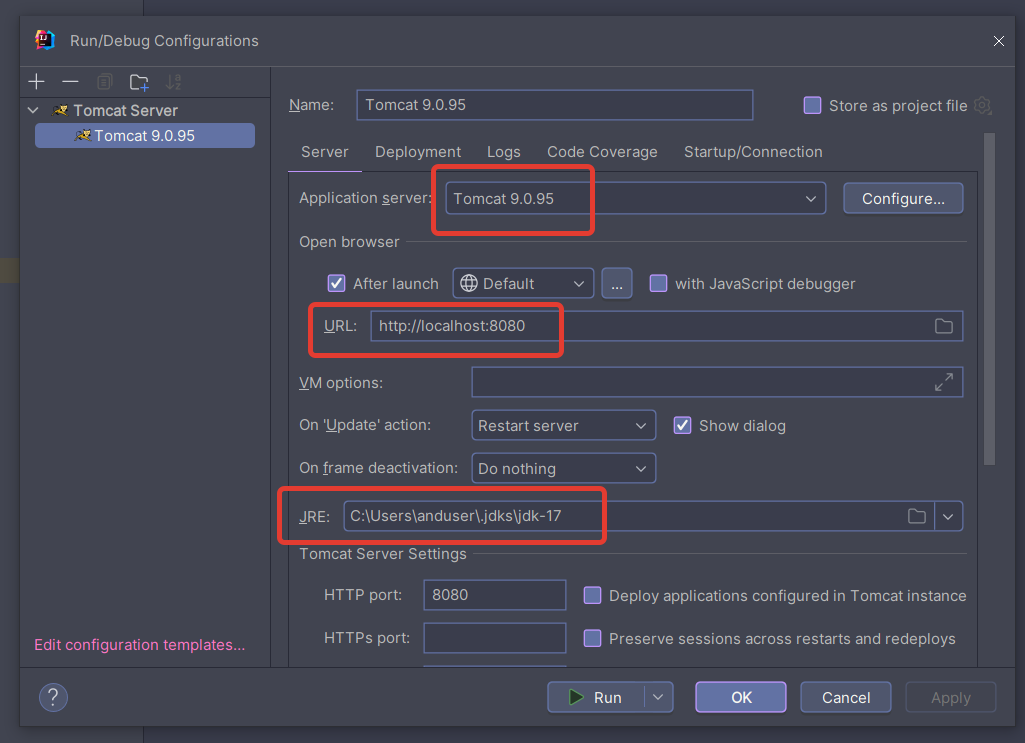 Run/Debug Configurations
Tomcat Server
Tomcat 9.0.95
Name: Tomcat 9.0.95 Store as project file
Server Deployment Logs Code Coverage Startup/Connection
Application server: Tomcat 9.0.95 Configure...
Open browser
After launch Default ... with JavaScript debugger
URL: http://localhost:8080
VM options:
On 'Update' action: Restart server Show dialog
On frame deactivation: Do nothing
JRE: C:\Users\anduser\.jdks\jdk-17
Tomcat Server Settings
HTTP port: 8080 Deploy applications configured in Tomcat instance
HTTPs port: Preserve sessions across restarts and redeploys
Edit configuration templates...
? Run OK Cancel Apply